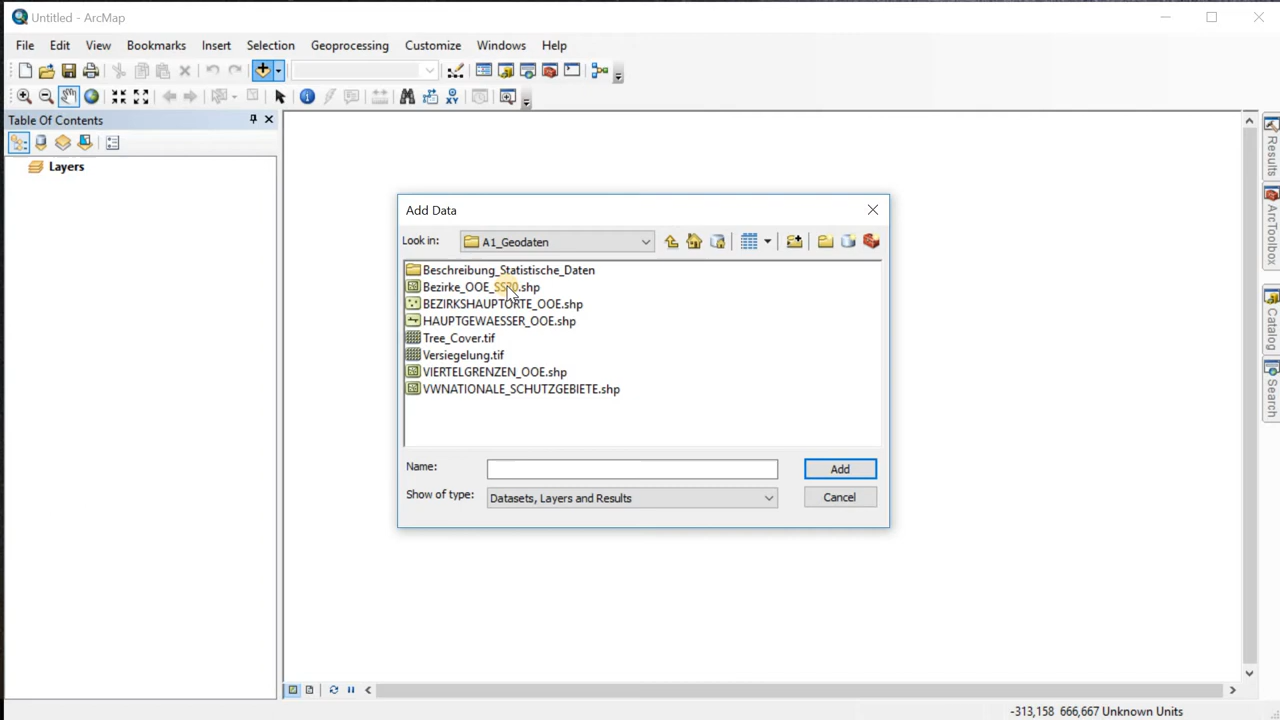 Untitled - ArcMap
File Edit View Bookmarks Insert Selection Geoprocessing Customize Windows Help
Table Of Contents
Layers
Add Data
Look in: A1_Geodaten
Beschreibung_Statistische_Daten
Bezirke_OOE_SS20.shp
BEZIRKSHAUPTORTE_OOE.shp
HAUPTGEWAESSER_OOE.shp
Tree_Cover.tif
Versiegelung.tif
VIERTELGRENZEN_OOE.shp
VWNATIONALE_SCHUTZGEBIETE.shp
Name: Add
Show of type: Datasets, Layers and Results Cancel
Results
ArcToolbox
Catalog
Search
-313,158 666,667 Unknown Units